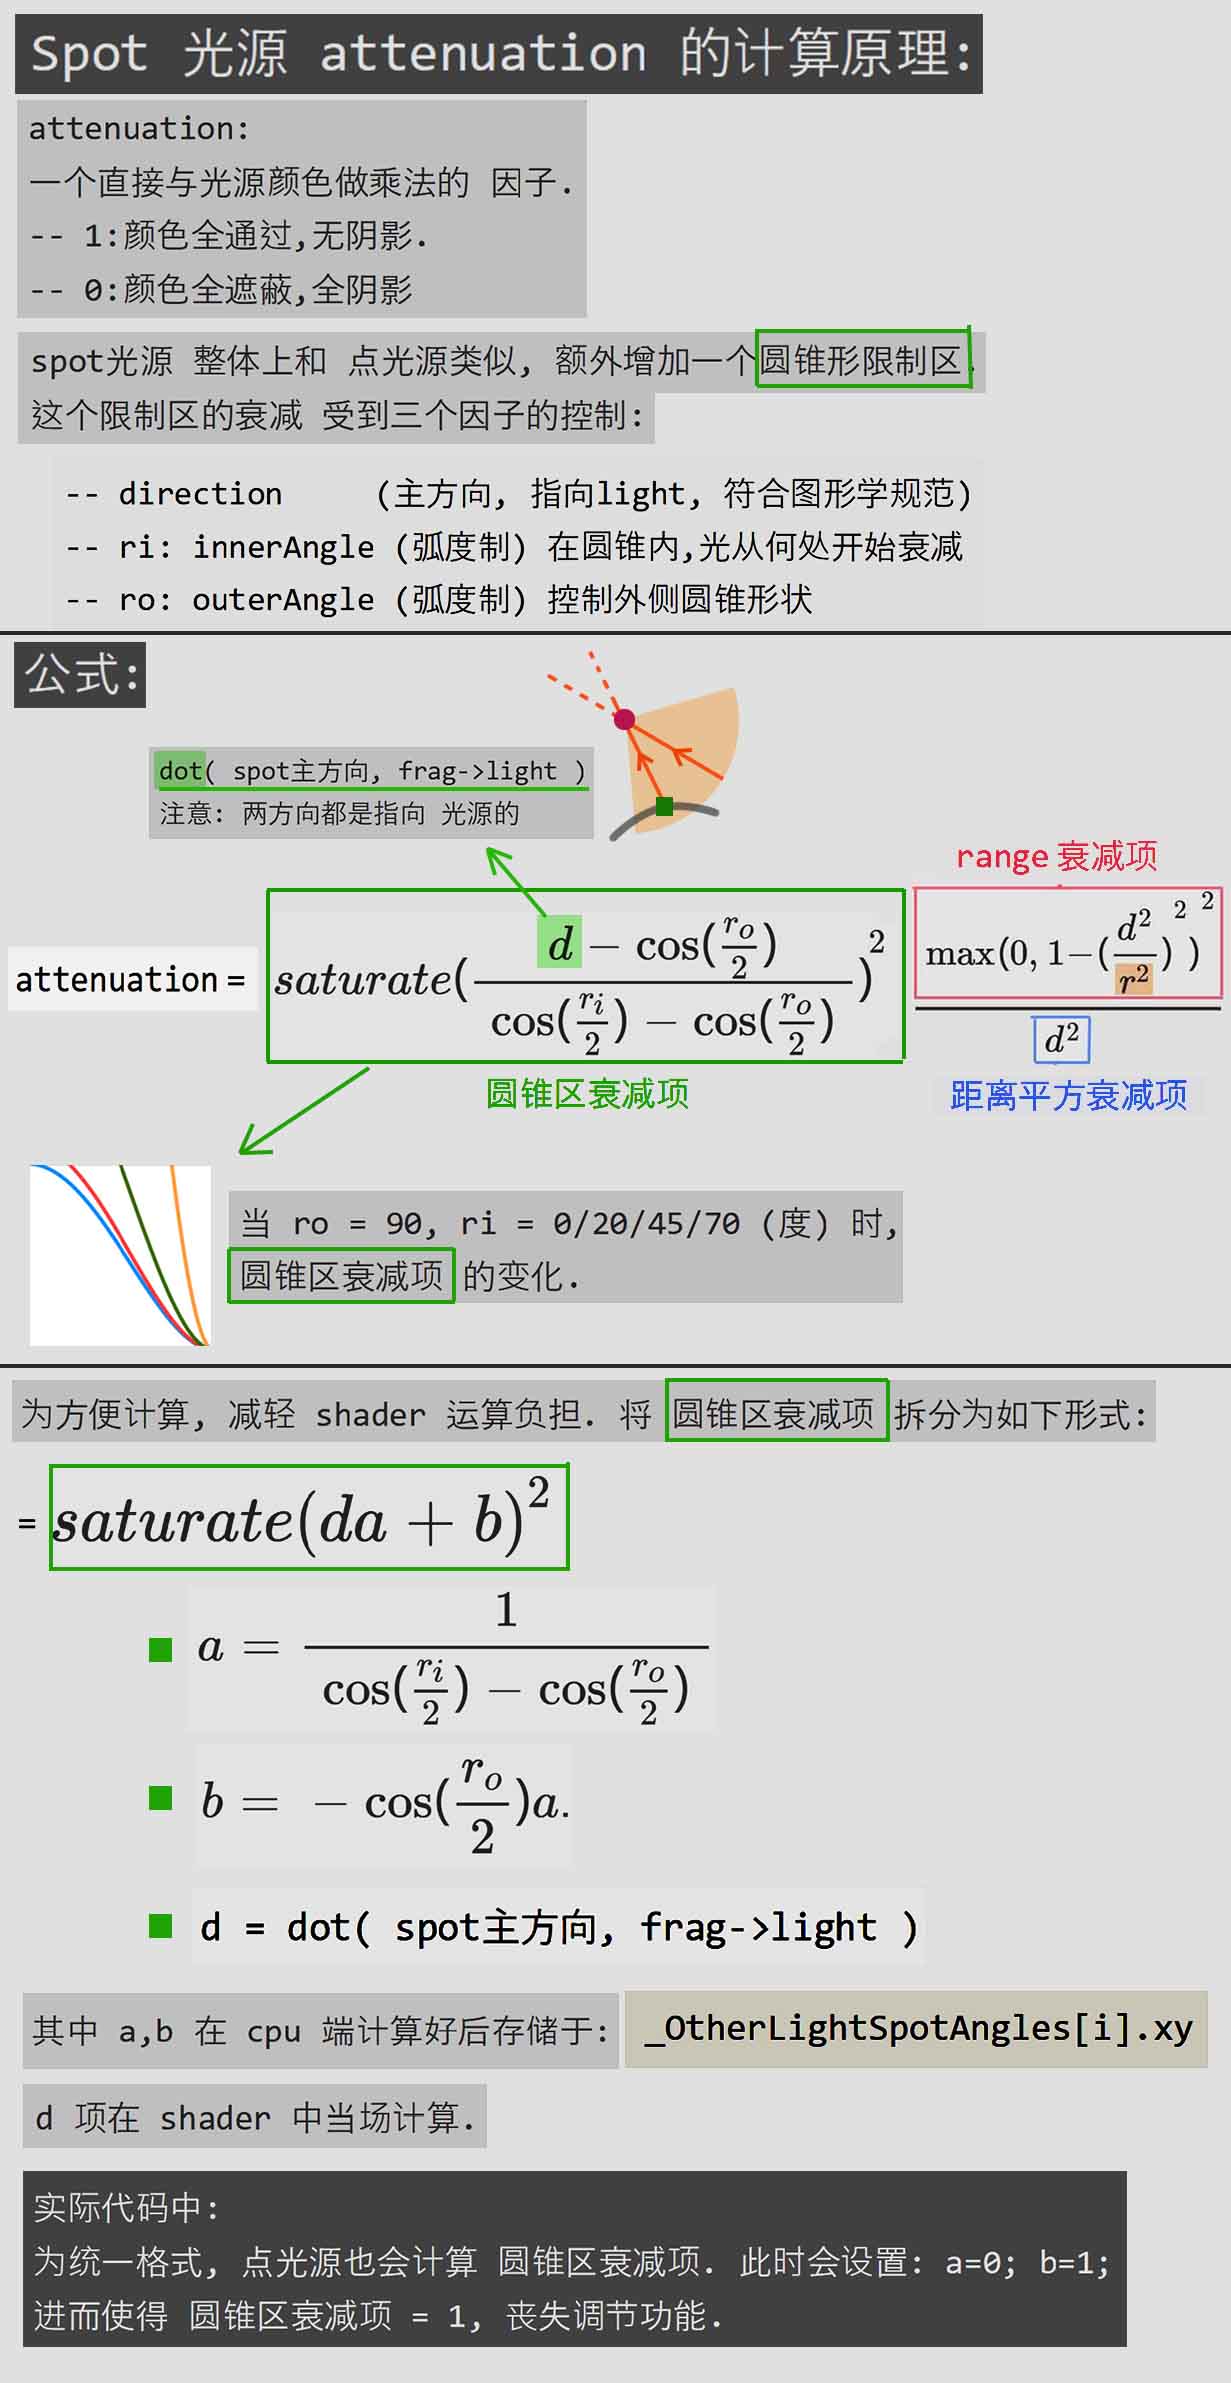 Spot 光源 attenuation 的计算原理:
attenuation:
一个直接与光源颜色做乘法的 因子.
-- 1:颜色全通过,无阴影.
-- 0:颜色全遮蔽,全阴影
spot光源 整体上和 点光源类似, 额外增加一个圆锥形限制区.
这个限制区的衰减 受到三个因子的控制:
-- direction (主方向, 指向light, 符合图形学规范)
-- ri: innerAngle (弧度制) 在圆锥内,光从何处开始衰减
-- ro: outerAngle (弧度制) 控制外侧圆锥形状
公式:
dot( spot主方向, frag->light )
注意: 两方向都是指向 光源的
range 衰减项
attenuation = saturate((d − cos(r_o/2))/(cos(r_i/2) − cos(r_o/2)))^2 max(0, 1−(d^2/r^2)^2)^2/d^2
圆锥区衰减项
距离平方衰减项
当 ro = 90, ri = 0/20/45/70 (度) 时,
圆锥区衰减项 的变化.
为方便计算, 减轻 shader 运算负担. 将 圆锥区衰减项 拆分为如下形式:
= saturate(da + b)^2
a = 1/(cos(r_i/2) − cos(r_o/2))
b = − cos(r_o/2)a.
d = dot( spot主方向, frag->light )
其中 a,b 在 cpu 端计算好后存储于: _OtherLightSpotAngles[i].xy
d 项在 shader 中当场计算.
实际代码中:
为统一格式, 点光源也会计算 圆锥区衰减项. 此时会设置: a=0; b=1;
进而使得 圆锥区衰减项 = 1, 丧失调节功能.